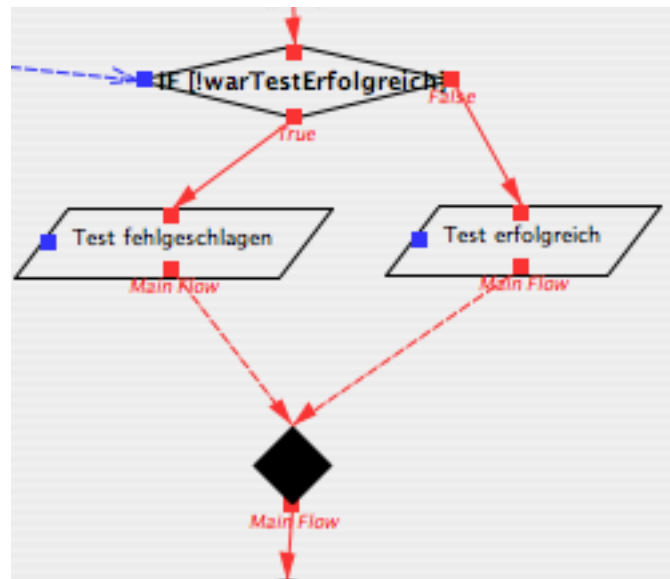 IF [!warTestErfolgreich]
False
True
Test fehlgeschlagen
Test erfolgreich
Main Flow
Main Flow
Main Flow